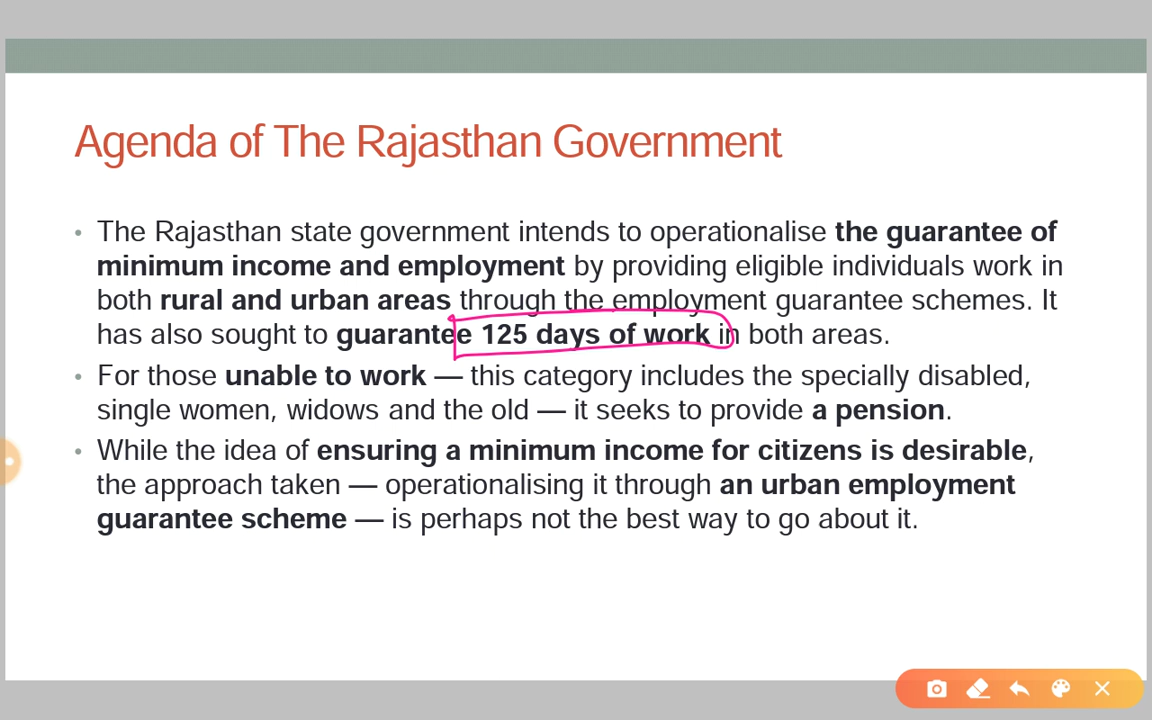 Agenda of The Rajasthan Government
• The Rajasthan state government intends to operationalise the guarantee of
minimum income and employment by providing eligible individuals work in
both rural and urban areas through the employment guarantee schemes. It
has also sought to guarantee 125 days of work in both areas.
• For those unable to work — this category includes the specially disabled,
single women, widows and the old — it seeks to provide a pension.
• While the idea of ensuring a minimum income for citizens is desirable,
the approach taken — operationalising it through an urban employment
guarantee scheme — is perhaps not the best way to go about it.